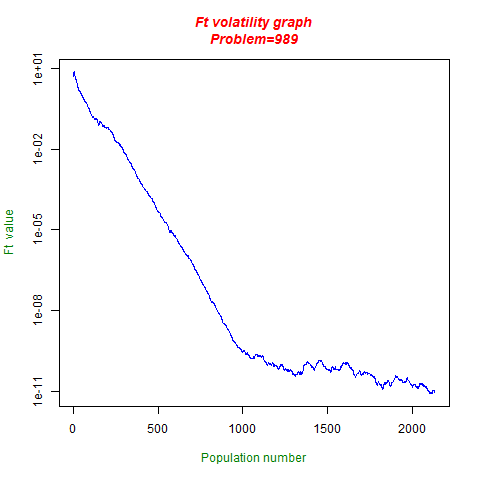 Ft volatility graph
Problem=989
1e+01
1e-02
1e-05
1e-08
1e-11
Ft value
0 500 1000 1500 2000
Population number